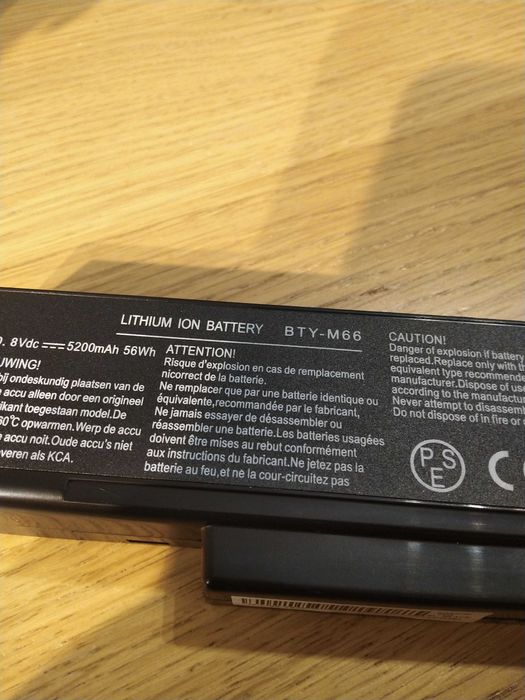 LITHIUM ION BATTERY BTY-M66
. 8Vdc 5200mAh 56Wh
UWING!
ij ondeskundig plaatsen van de
accu alleen door een origineel
ikant toegestaan model.De
80°C opwarmen.Werp de accu
accu noit.Oude accu's niet
everen als KCA.
ATTENTION!
Risque d'explosion en cas de remplacement
nicorrect de la batterie.
Ne remplacer que par une batterie identique ou
équivalente,recommandée par le fabricant,
Ne jamais essayer de désassembler ou
réassembler une batterie.Les batteries usagées
doivent être mises au rebut conformément
aux instructions du fabricant.Ne jetez pas la
batterie au feu,et ne la cour-circuitez pas
CAUTION!
Danger of explosion if battery
replaced.Replace only with th
equivalent type recommende
manufacturer.Dispose of use
according to the manufacture
Never attempt to disassem
Do not dispose of in fire or
PSE
CE